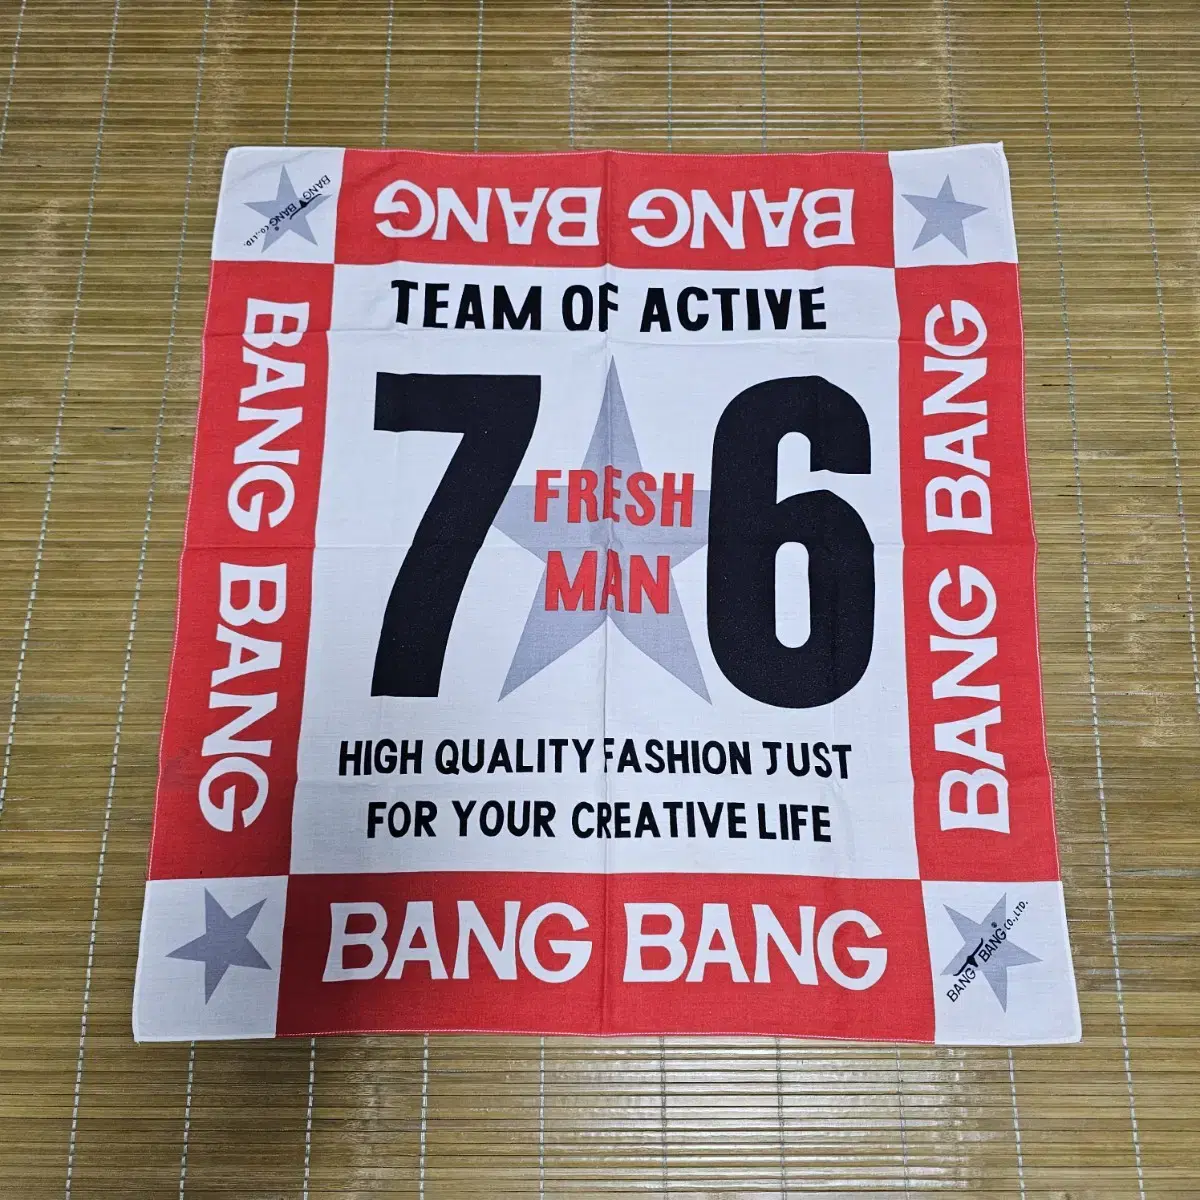 BANG BANG CO.,LTD.
BANG BANG
TEAM OF ACTIVE
BANG BANG
7 6
FRESH
MAN
BANG BANG
HIGH QUALITY FASHION JUST
FOR YOUR CREATIVE LIFE
BANG BANG
BANG BANG® CO.,LTD.